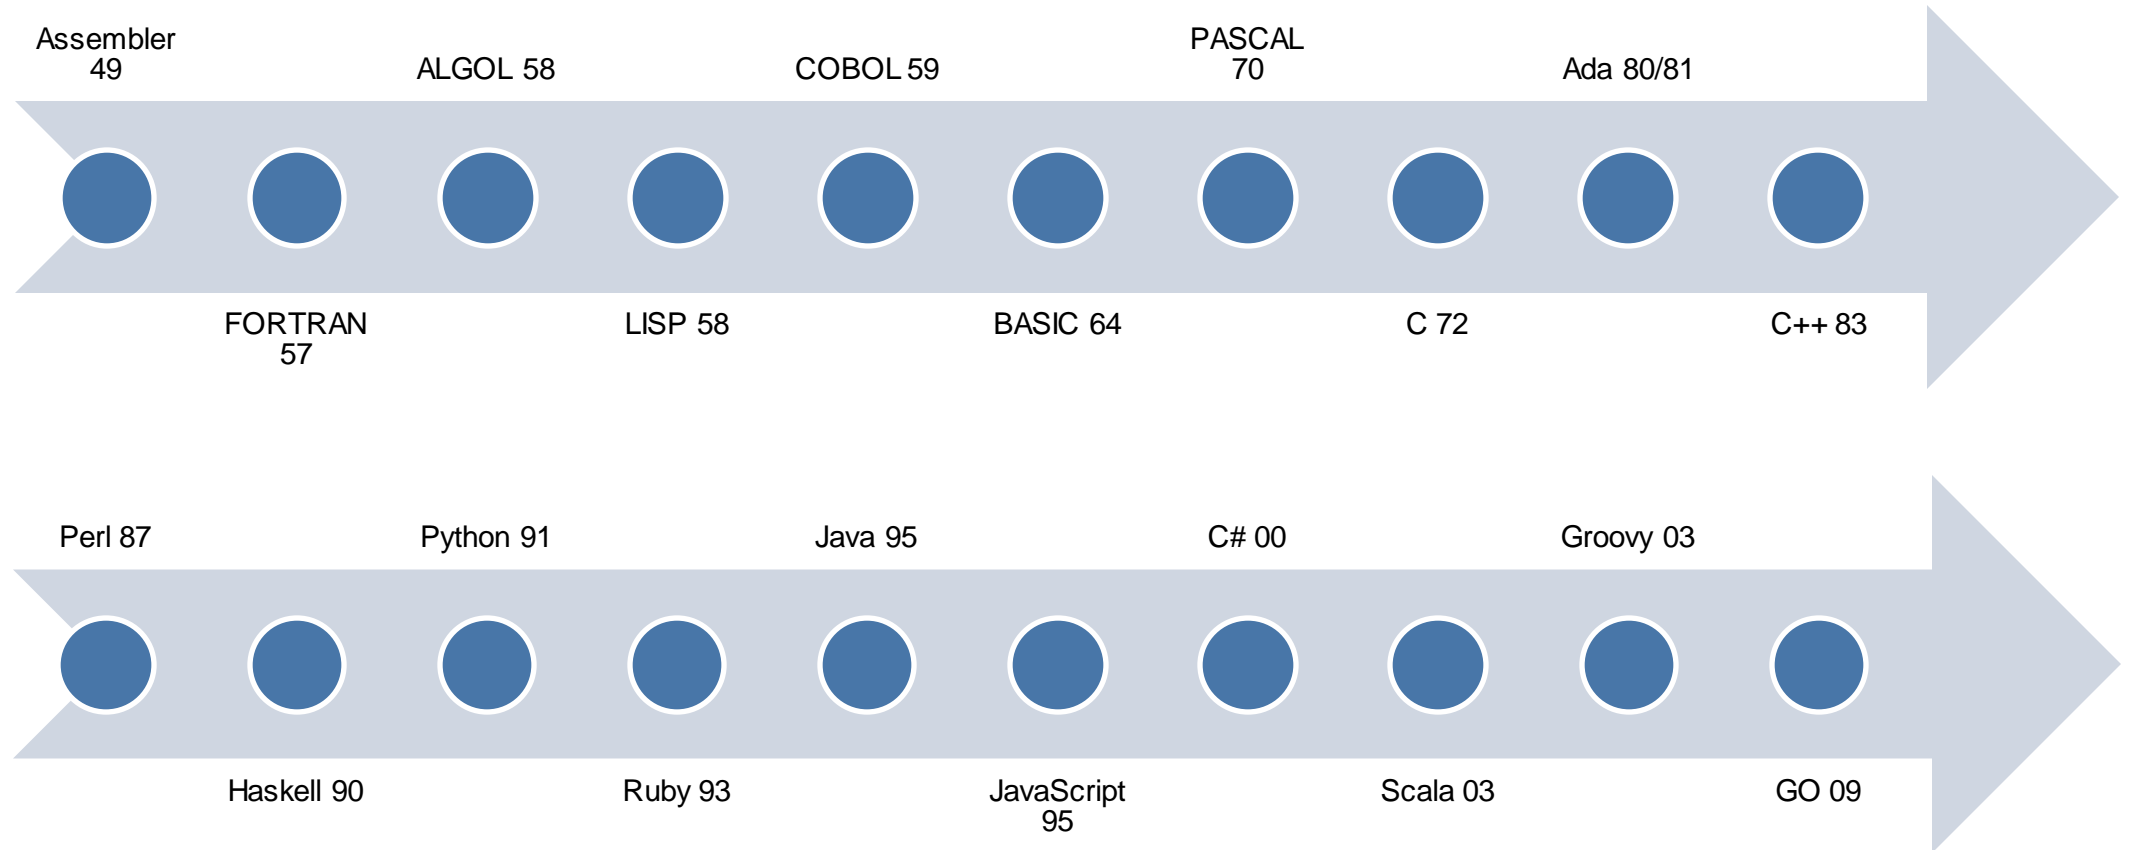 Assembler
49
ALGOL 58
COBOL 59
PASCAL
70
Ada 80/81
FORTRAN
57
LISP 58
BASIC 64
C 72
C++ 83
Perl 87
Python 91
Java 95
C# 00
Groovy 03
Haskell 90
Ruby 93
JavaScript
95
Scala 03
GO 09